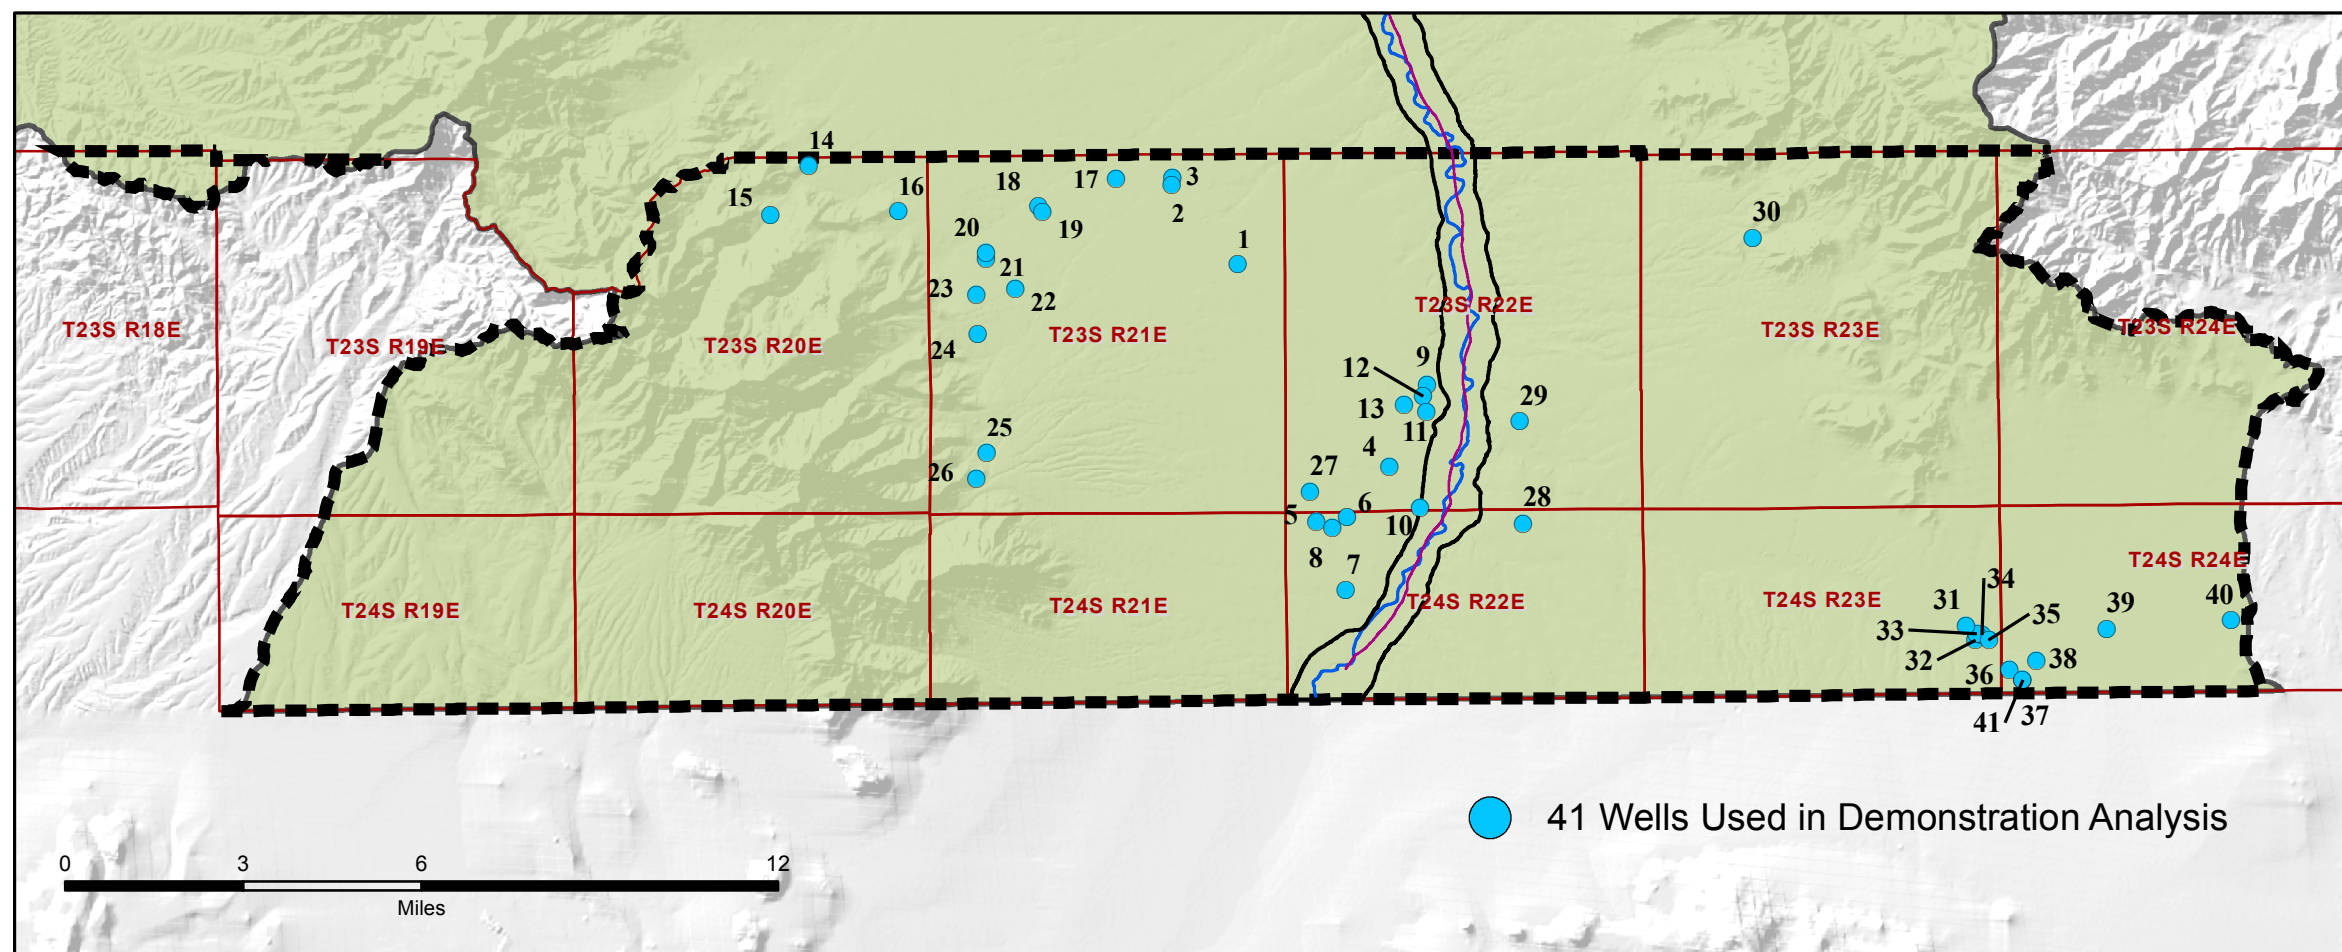 14
15
16
18
17
3
2
19
1
20
21
22
23
24
30
T23S R18E
T23S R19E
T23S R20E
T23S R21E
T23S R22E
T23S R23E
T23S R24E
9
12
13
11
29
4
25
26
27
6
5
10
28
8
7
T24S R19E
T24S R20E
T24S R21E
T24S R22E
T24S R23E
T24S R24E
34
31
35
33
32
39
40
36
38
41
37
41 Wells Used in Demonstration Analysis
0 3 6 12
Miles